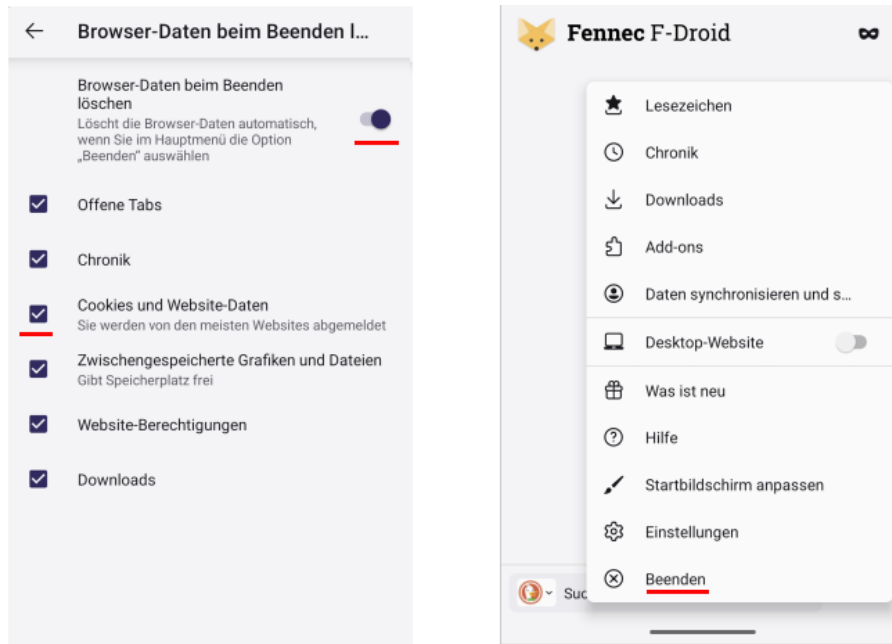 Browser-Daten beim Beenden l...
Browser-Daten beim Beenden
löschen
Löscht die Browser-Daten automatisch,
wenn Sie im Hauptmenü die Option
„Beenden“ auswählen
Offene Tabs
Chronik
Cookies und Website-Daten
Sie werden von den meisten Websites abgemeldet
Zwischengespeicherte Grafiken und Dateien
Gibt Speicherplatz frei
Website-Berechtigungen
Downloads
Fennec F-Droid
Lesezeichen
Chronik
Downloads
Add-ons
Daten synchronisieren und s...
Desktop-Website
Was ist neu
Hilfe
Startbildschirm anpassen
Einstellungen
Beenden
Suc